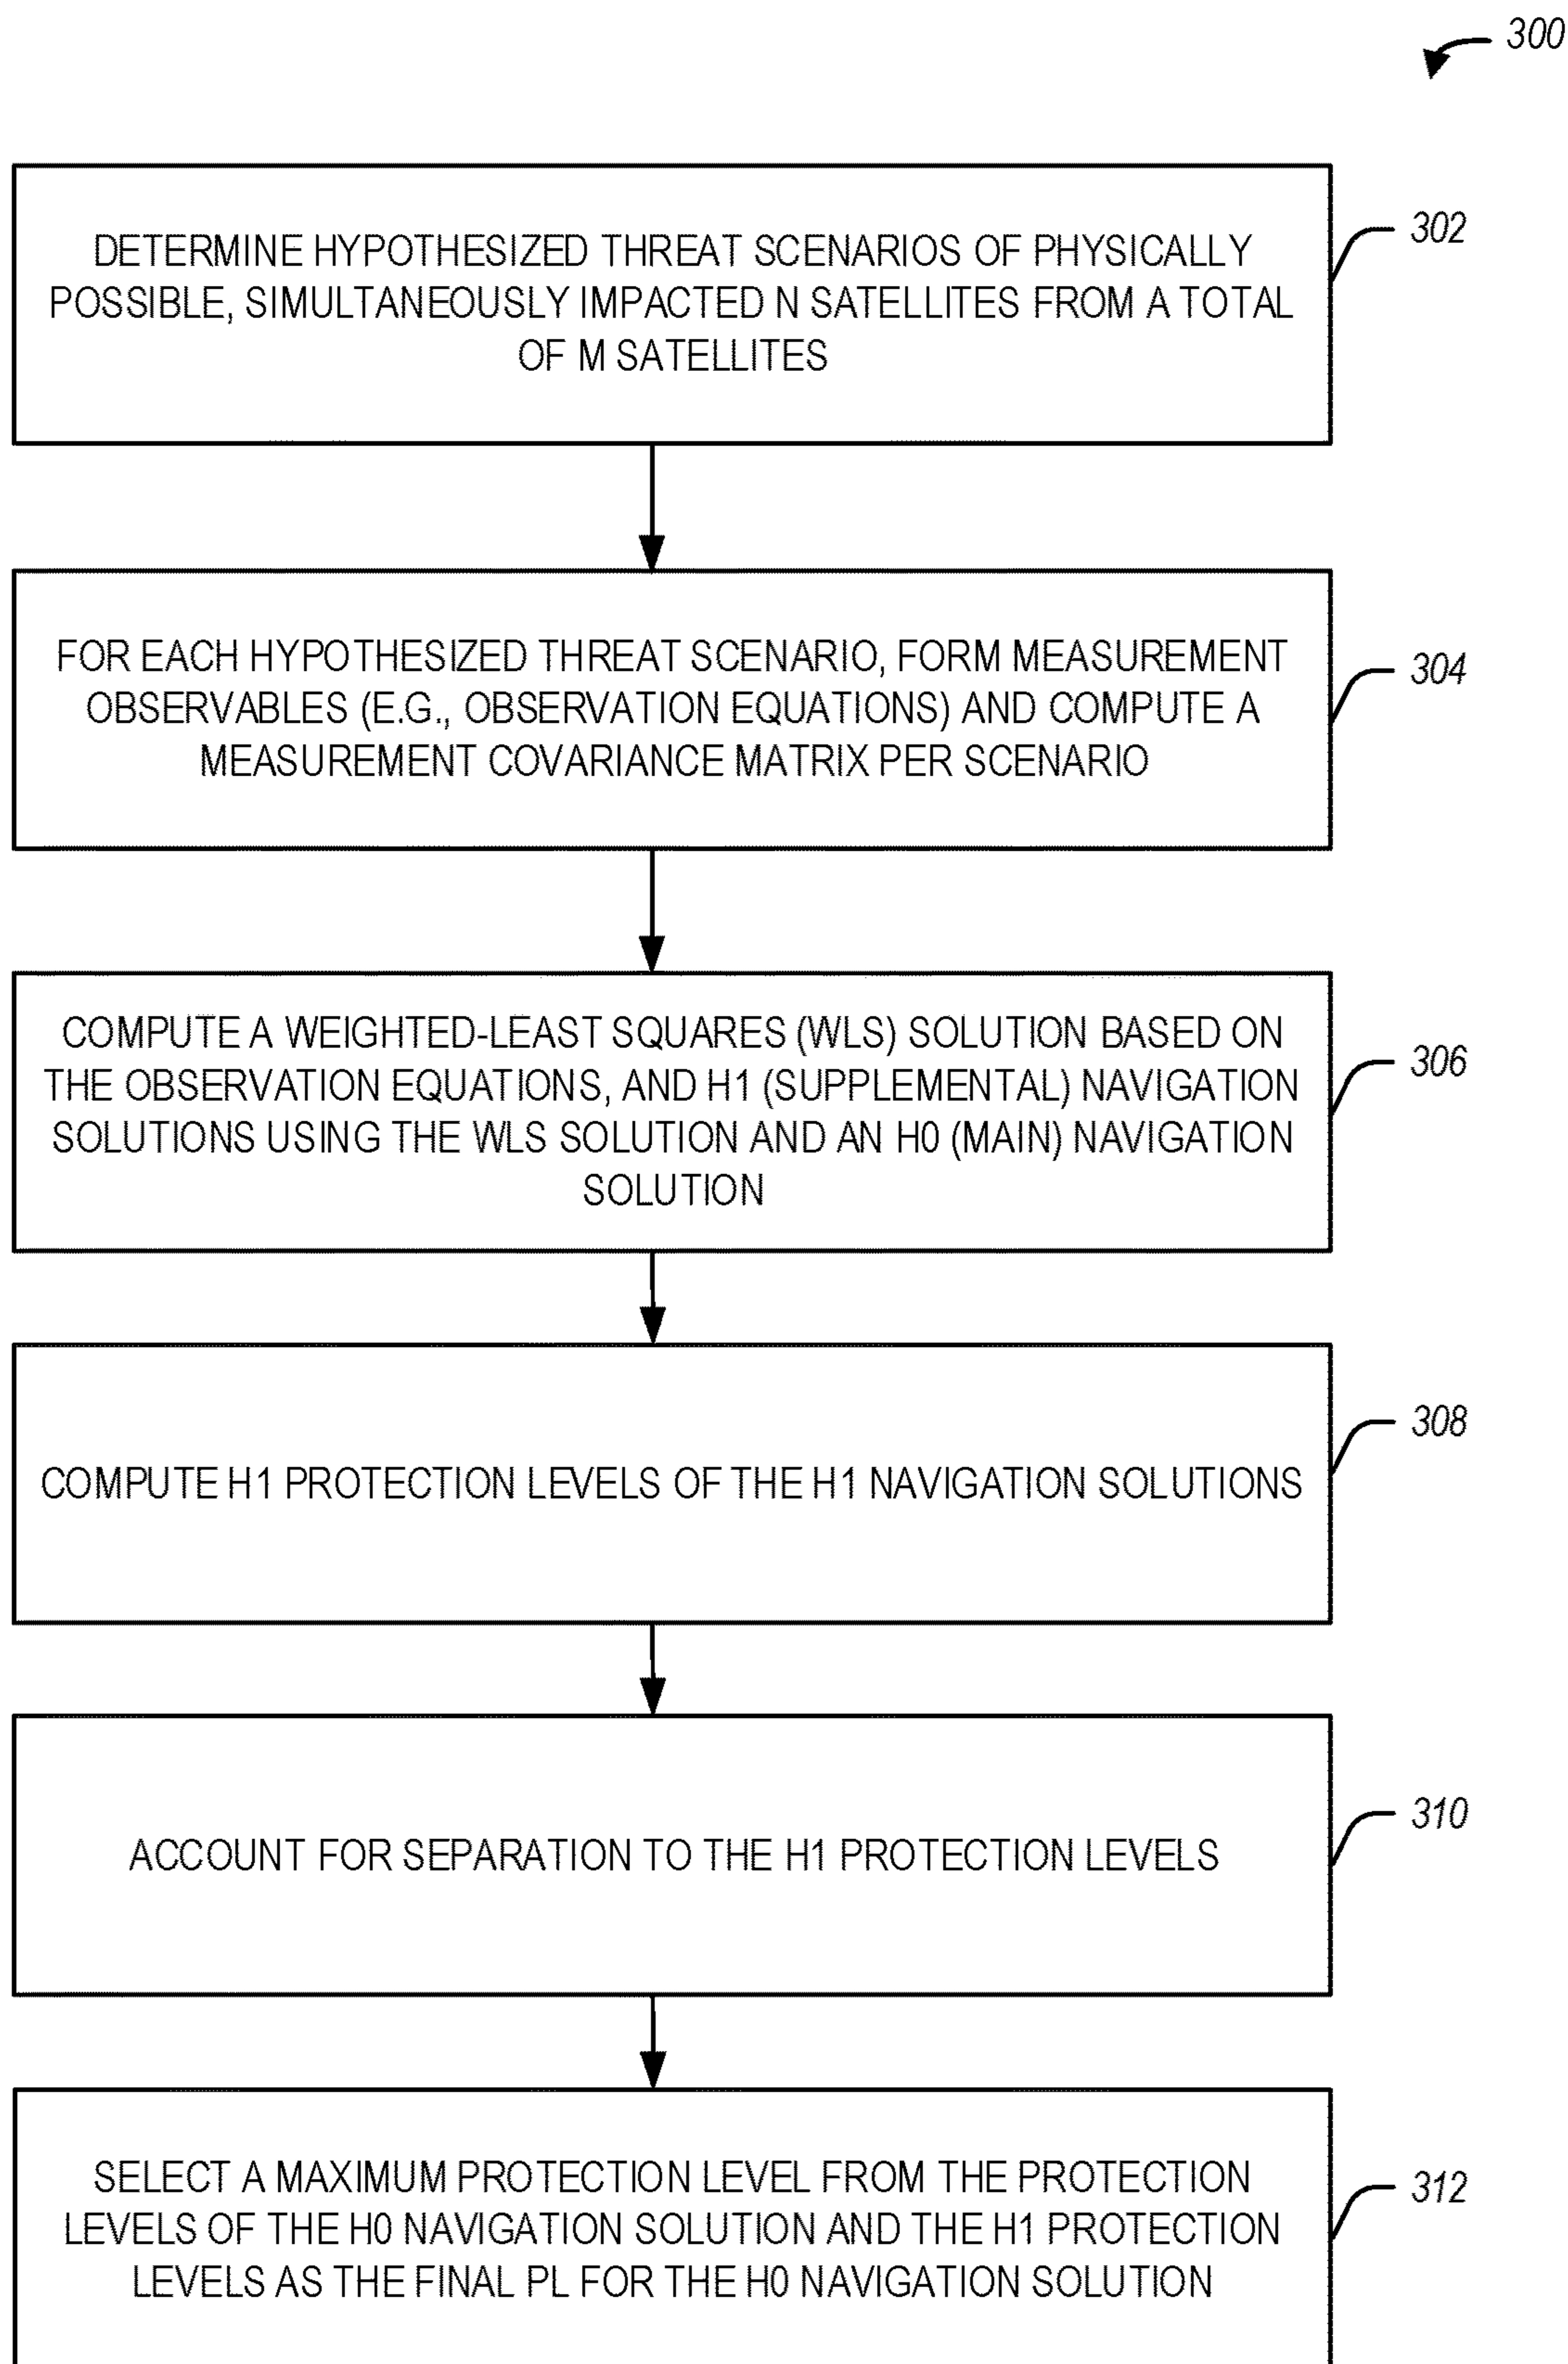 300
DETERMINE HYPOTHESIZED THREAT SCENARIOS OF PHYSICALLY
POSSIBLE, SIMULTANEOUSLY IMPACTED N SATELLITES FROM A TOTAL
OF M SATELLITES
302
FOR EACH HYPOTHESIZED THREAT SCENARIO, FORM MEASUREMENT
OBSERVABLES (E.G., OBSERVATION EQUATIONS) AND COMPUTE A
MEASUREMENT COVARIANCE MATRIX PER SCENARIO
304
COMPUTE A WEIGHTED-LEAST SQUARES (WLS) SOLUTION BASED ON
THE OBSERVATION EQUATIONS, AND H1 (SUPPLEMENTAL) NAVIGATION
SOLUTIONS USING THE WLS SOLUTION AND AN H0 (MAIN) NAVIGATION
SOLUTION
306
COMPUTE H1 PROTECTION LEVELS OF THE H1 NAVIGATION SOLUTIONS
308
ACCOUNT FOR SEPARATION TO THE H1 PROTECTION LEVELS
310
SELECT A MAXIMUM PROTECTION LEVEL FROM THE PROTECTION
LEVELS OF THE H0 NAVIGATION SOLUTION AND THE H1 PROTECTION
LEVELS AS THE FINAL PL FOR THE H0 NAVIGATION SOLUTION
312